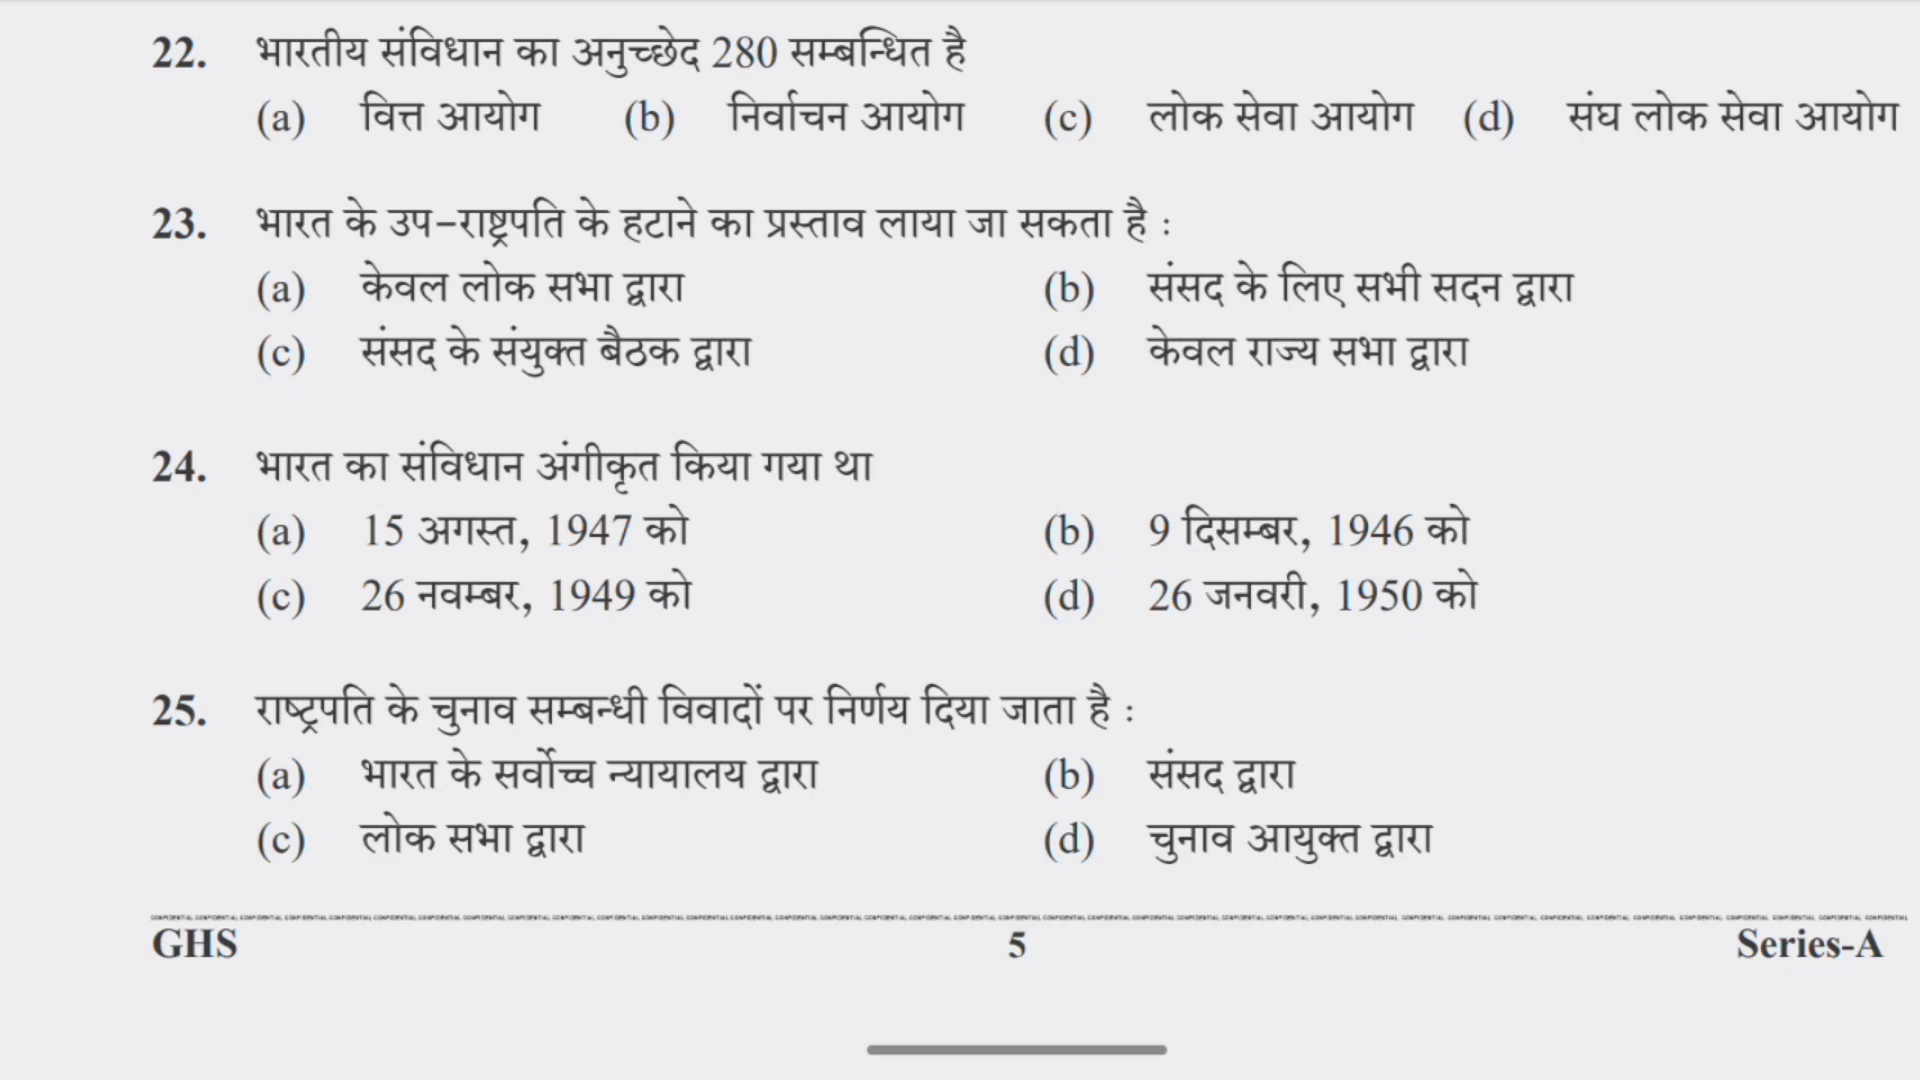 22. भारतीय संविधान का अनुच्छेद 280 सम्बन्धित है
(a) वित्त आयोग (b) निर्वाचन आयोग (c) लोक सेवा आयोग (d) संघ लोक सेवा आयोग
23. भारत के उप-राष्ट्रपति के हटाने का प्रस्ताव लाया जा सकता है :
(a) केवल लोक सभा द्वारा (b) संसद के लिए सभी सदन द्वारा
(c) संसद के संयुक्त बैठक द्वारा (d) केवल राज्य सभा द्वारा
24. भारत का संविधान अंगीकृत किया गया था
(a) 15 अगस्त, 1947 को (b) 9 दिसम्बर, 1946 को
(c) 26 नवम्बर, 1949 को (d) 26 जनवरी, 1950 को
25. राष्ट्रपति के चुनाव सम्बन्धी विवादों पर निर्णय दिया जाता है :
(a) भारत के सर्वोच्च न्यायालय द्वारा (b) संसद द्वारा
(c) लोक सभा द्वारा (d) चुनाव आयुक्त द्वारा
GHS 5 Series-A